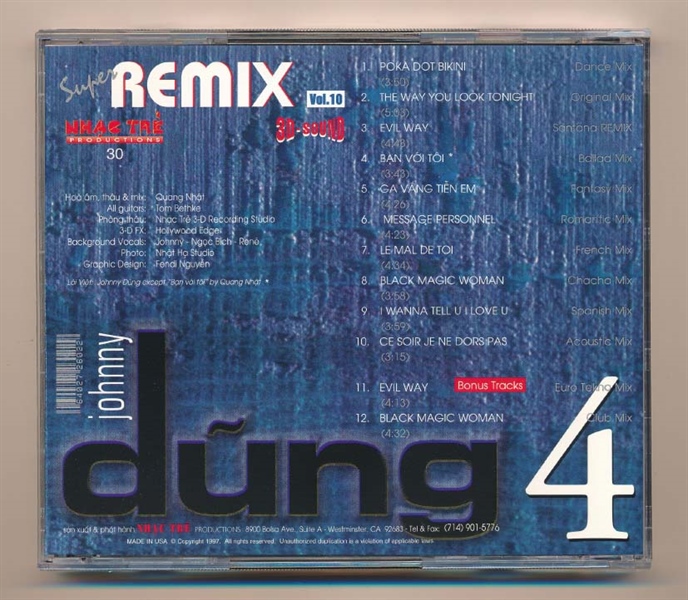 Super REMIX
Vol.10
NHẠC TRẺ
PRODUCTIONS
30
3D-SOUND
Hoà âm, thâu & mix: Quang Nhật
All guitars: Tom Bethke
Phòng thâu: Nhạc Trẻ 3-D Recording Studio
3-D FX: Hollywood Edge
Background Vocals: Johnny - Ngọc Bích - René
Photo: Nhật Hạ Studio
Graphic Design: Fendi Nguyễn
Lời Việt: Johnny Dũng except, "Bạn với tôi" by Quang Nhật *
1. POKA DOT BIKINI Dance Mix
(3:50)
2. THE WAY YOU LOOK TONIGHT Original Mix
(5:53)
3. EVIL WAY Santana REMIX
(4:43)
4. BẠN VỚI TÔI * Ballad Mix
(3:43)
5. GA VẮNG TIỄN EM Fantasy Mix
(4:26)
6. MESSAGE PERSONNEL Romantic Mix
(4:23)
7. LE MAL DE TOI French Mix
(4:34)
8. BLACK MAGIC WOMAN Chacha Mix
(3:58)
9. I WANNA TELL U I LOVE U Spanish Mix
(3:59)
10. CE SOIR JE NE DORS PAS Acoustic Mix
(3:15)
Bonus Tracks
11. EVIL WAY Euro Tekno Mix
(4:13)
12. BLACK MAGIC WOMAN Club Mix
(4:32)
johnny
dũng
4
sản xuất & phát hành NHẠC TRẺ PRODUCTIONS 8900 Bolsa Ave., Suite A - Westminster, CA 92683 - Tel & Fax: (714) 901-5776
MADE IN USA © Copyright 1997. All rights reserved. Unauthorized duplication is a violation of applicable laws